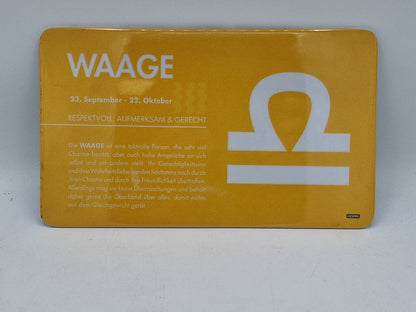 WAAGE
23. September - 22. Oktober
RESPEKTVOLL, AUFMERKSAM & GERECHT
Die WAAGE ist eine taktvolle Person, die sehr viel
Charme besitzt, aber auch hohe Ansprüche an sich
selbst und an andere stellt. Ihr Gerechtigkeitssinn
und ihre Wahrheitsliebe werden höchstens noch durch
ihren Charme und durch ihre Freundlichkeit übertroffen.
Allerdings mag sie keine Überraschungen und behält
daher gerne die Oberhand über alles, damit nichts
aus dem Gleichgewicht gerät.